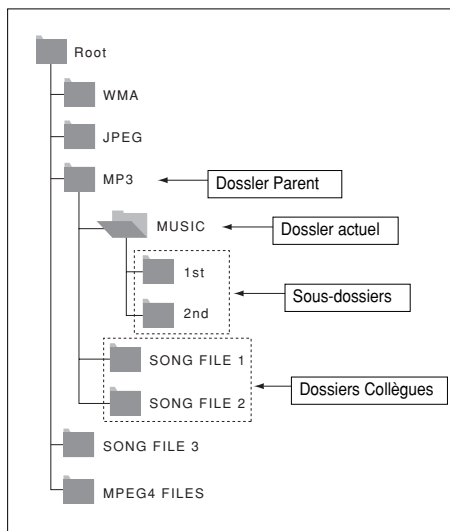 Root
WMA
JPEG
MP3
Dossler Parent
MUSIC
Dossler actuel
1st
Sous-dossiers
2nd
SONG FILE 1
Dossiers Collègues
SONG FILE 2
SONG FILE 3
MPEG4 FILES